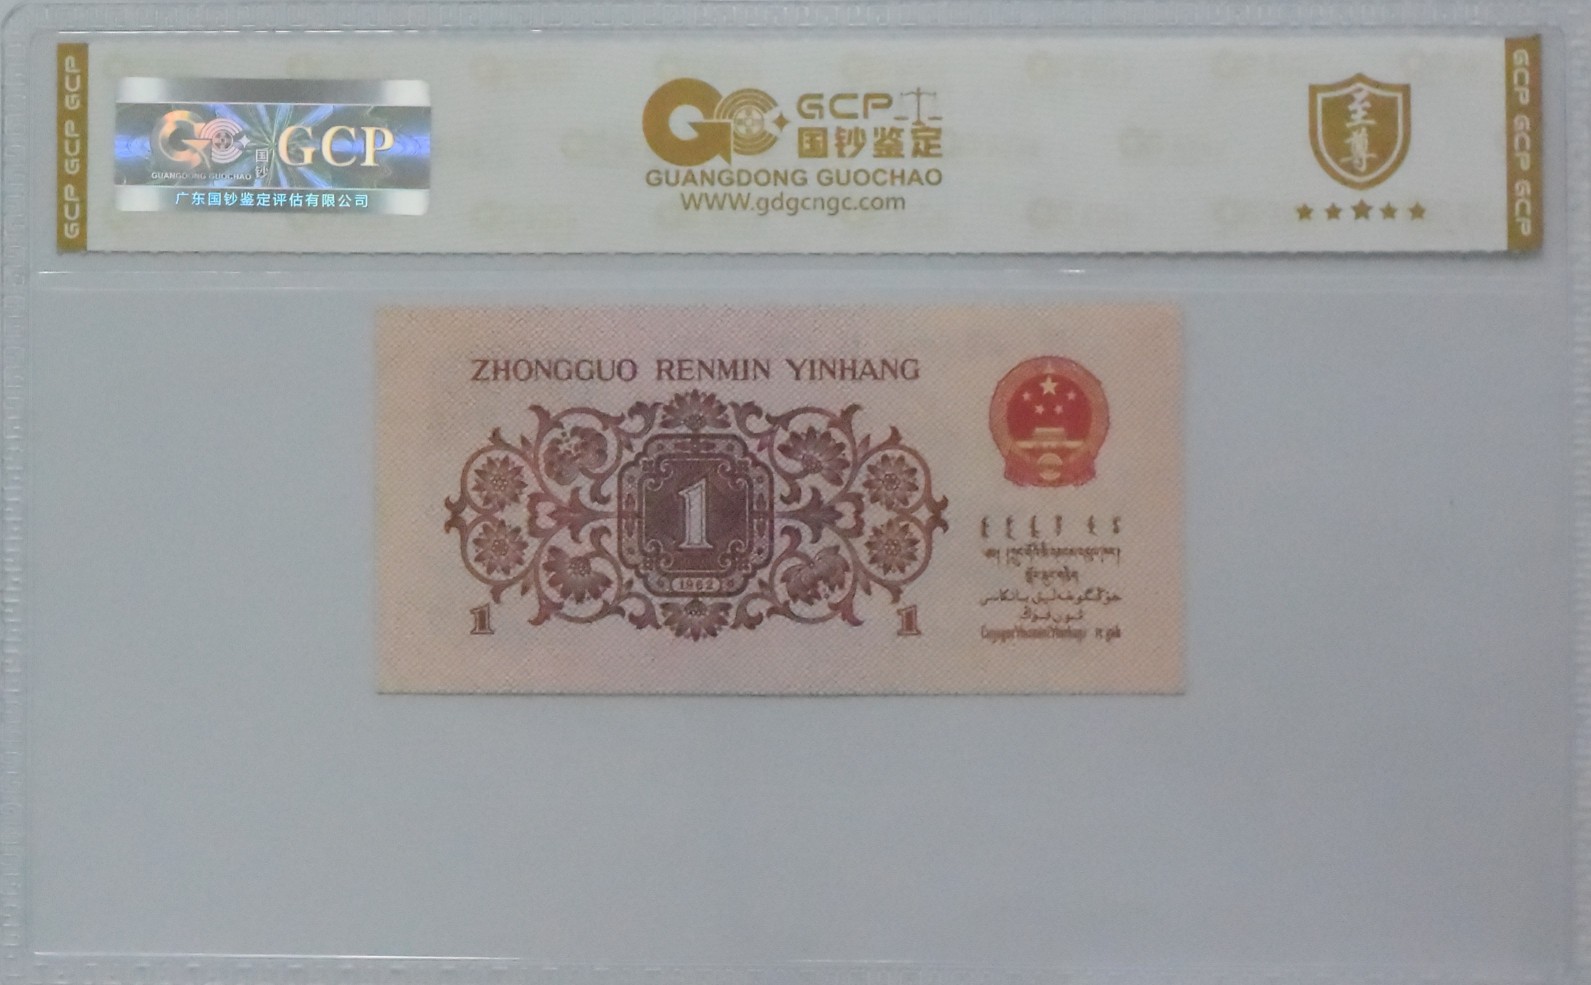 GCP GCP GCP
GUANGDONG GUOCHAO
国钞
GCP
广东国钞鉴定评估有限公司
GCP
国钞鉴定
GUANGDONG GUOCHAO
WWW.gdgcngc.com
至尊
GCP GCP GCP
ZHONGGUO RENMIN YINHANG
1
1962
1
1